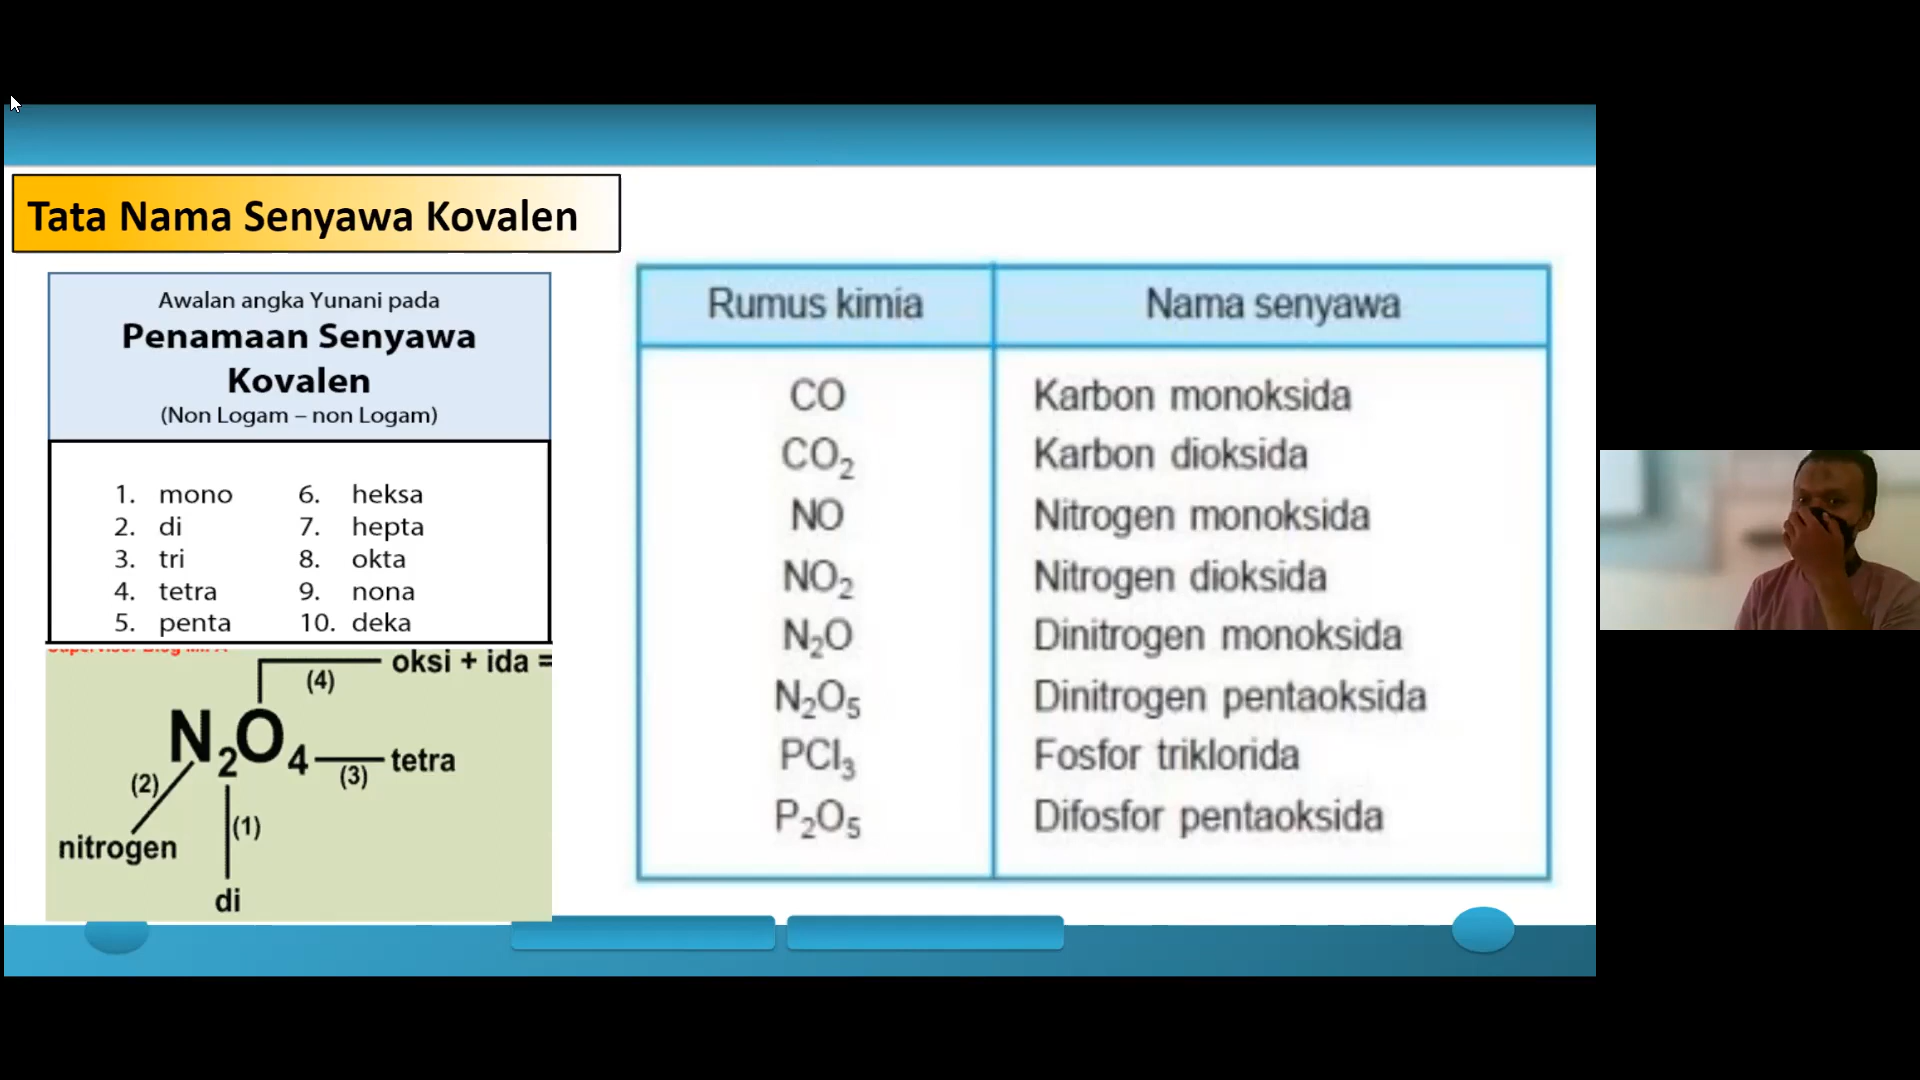 Tata Nama Senyawa Kovalen
Awalan angka Yunani pada
Penamaan Senyawa
Kovalen
(Non Logam – non Logam)
1. mono 6. heksa
2. di 7. hepta
3. tri 8. okta
4. tetra 9. nona
5. penta 10. deka
oksi + ida =
(4)
N₂O₄
tetra
(3)
(2)
(1)
nitrogen
di
Rumus kimia Nama senyawa
CO Karbon monoksida
CO₂ Karbon dioksida
NO Nitrogen monoksida
NO₂ Nitrogen dioksida
N₂O Dinitrogen monoksida
N₂O₅ Dinitrogen pentaoksida
PCl₃ Fosfor triklorida
P₂O₅ Difosfor pentaoksida